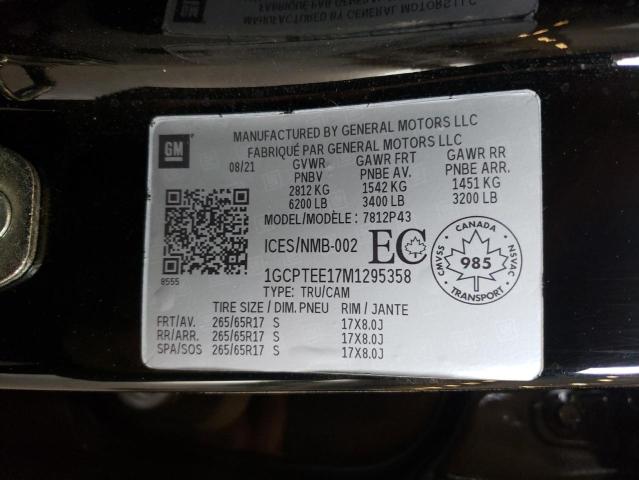 GM
MANUFACTURED BY GENERAL MOTORS LLC
FABRIQUÉ PAR GENERAL MOTORS LLC
08/21 GVWR GAWR FRT GAWR RR
PNBV PNBE AV. PNBE ARR.
2812 KG 1542 KG 1451 KG
6200 LB 3400 LB 3200 LB
MODEL/MODÈLE: 7812P43
ICES/NMB-002 EC
CANADA
CMVSS 985 NSVAC
TRANSPORT
1GCPTEE17M1295358
8555 TYPE: TRU/CAM
TIRE SIZE / DIM. PNEU RIM / JANTE
FRT/AV. 265/65R17 S 17X8.0J
RR/ARR. 265/65R17 S 17X8.0J
SPA/SOS 265/65R17 S 17X8.0J